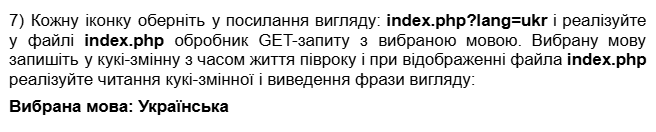 7) Кожну іконку оберніть у посилання вигляду: index.php?lang=ukr і реалізуйте
у файлі index.php обробник GET-запиту з вибраною мовою. Вибрану мову
запишіть у кукі-змінну з часом життя півроку і при відображенні файла index.php
реалізуйте читання кукі-змінної і виведення фрази вигляду:
Вибрана мова: Українська